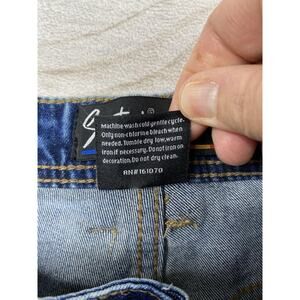 ®
Machine wash cold gentle cycle.
Only non-chlorine bleach when
needed. Tumble dry low, warm
iron if necessary. Do not iron on
decoration. Do not dry clean.
RN#161070